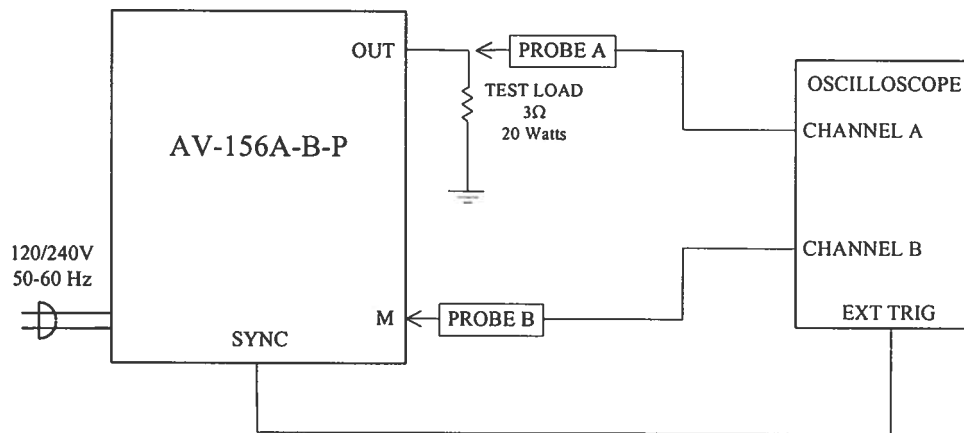 OUT
PROBE A
TEST LOAD
3Ω
20 Watts
OSCILLOSCOPE
CHANNEL A
AV-156A-B-P
120/240V
50-60 Hz
CHANNEL B
M
PROBE B
EXT TRIG
SYNC